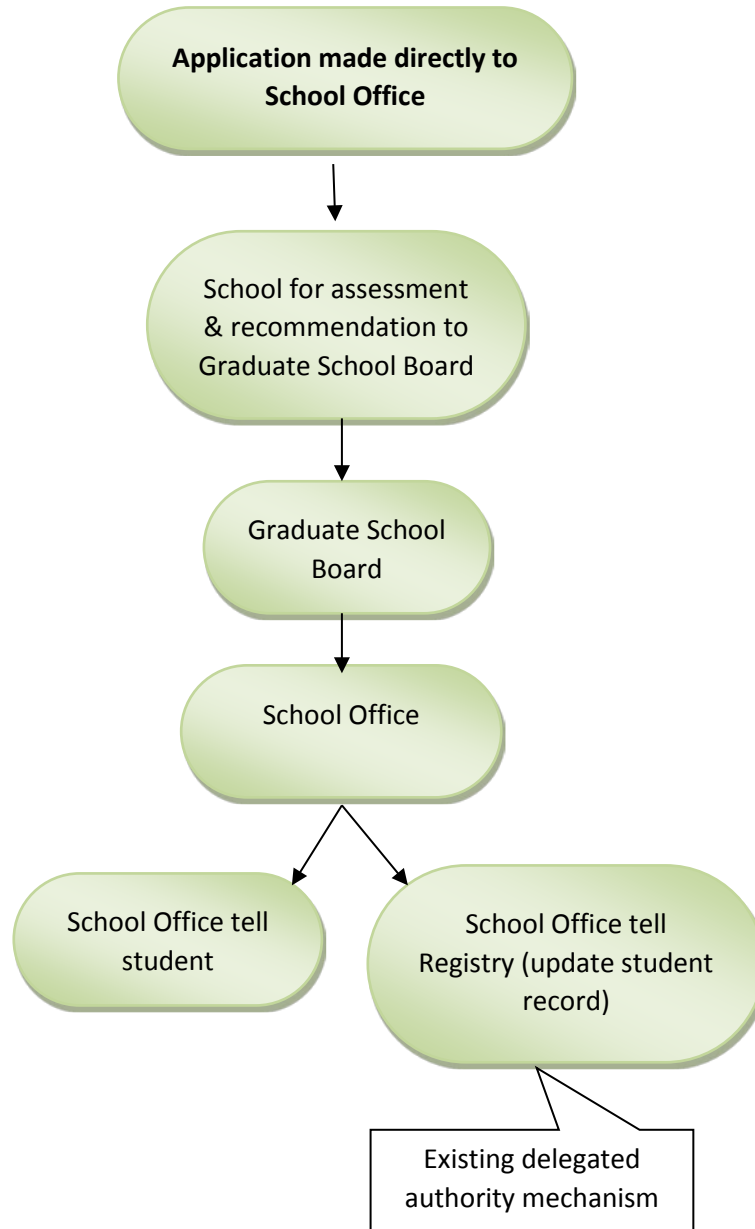 Application made directly to
School Office
School for assessment
& recommendation to
Graduate School Board
Graduate School
Board
School Office
School Office tell
student
School Office tell
Registry (update student
record)
Existing delegated
authority mechanism